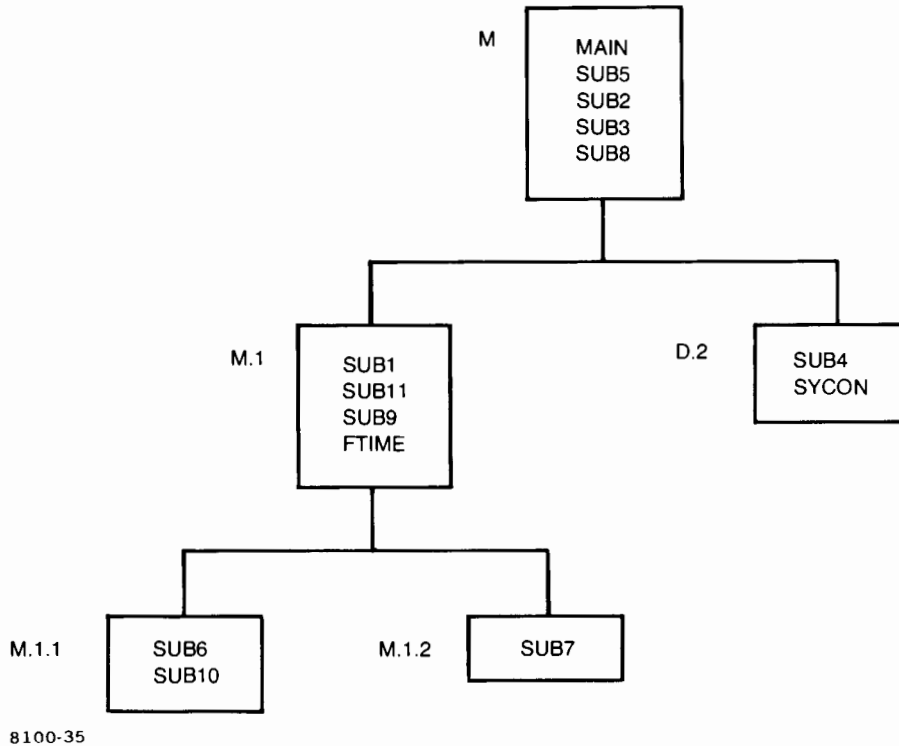 M
MAIN
SUB5
SUB2
SUB3
SUB8
M.1
SUB1
SUB11
SUB9
FTIME
D.2
SUB4
SYCON
M.1.1
SUB6
SUB10
M.1.2
SUB7
8100-35